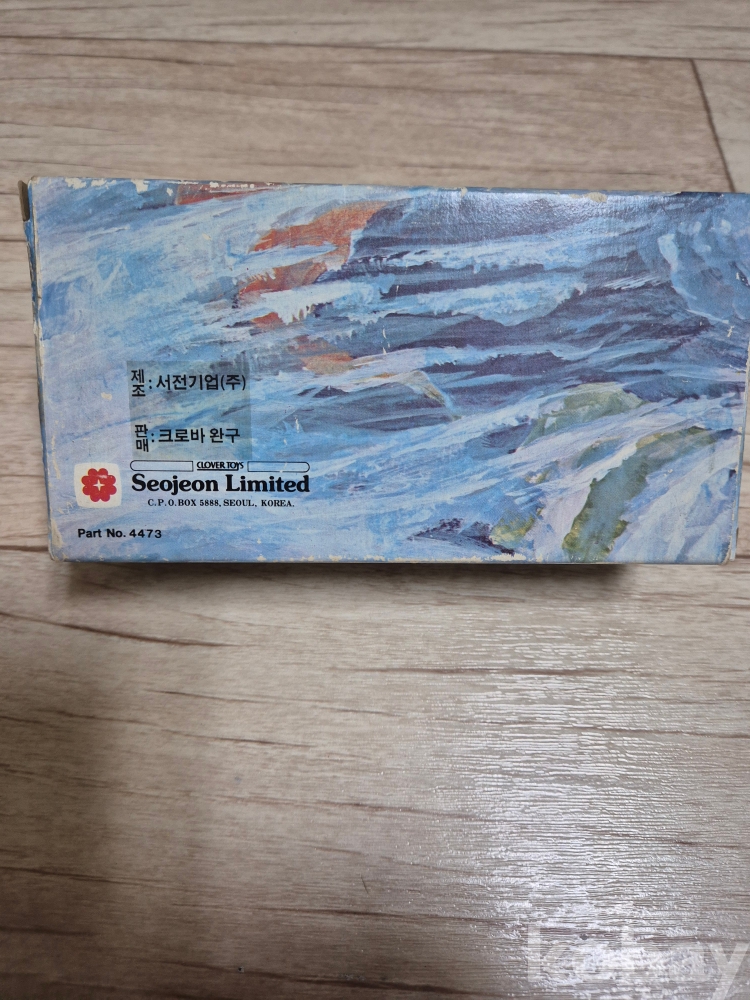 제조 : 서전기업(주)
판매 : 크로바 완구
CLOVER TOYS
Seojeon Limited
C.P.O.BOX 5888, SEOUL, KOREA.
Part No. 4473